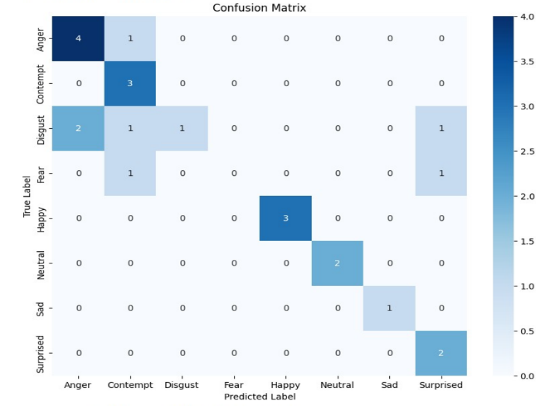 Confusion Matrix
Anger 4 1 0 0 0 0 0 0
Contempt 0 3 0 0 0 0 0 0
Disgust 2 1 1 0 0 0 0 1
Fear 0 1 0 0 0 0 0 1
Happy 0 0 0 0 3 0 0 0
Neutral 0 0 0 0 0 2 0 0
Sad 0 0 0 0 0 0 1 0
Surprised 0 0 0 0 0 0 0 2
True Label
Anger Contempt Disgust Fear Happy Neutral Sad Surprised
Predicted Label
4.0
3.5
3.0
2.5
2.0
1.5
1.0
0.5
0.0